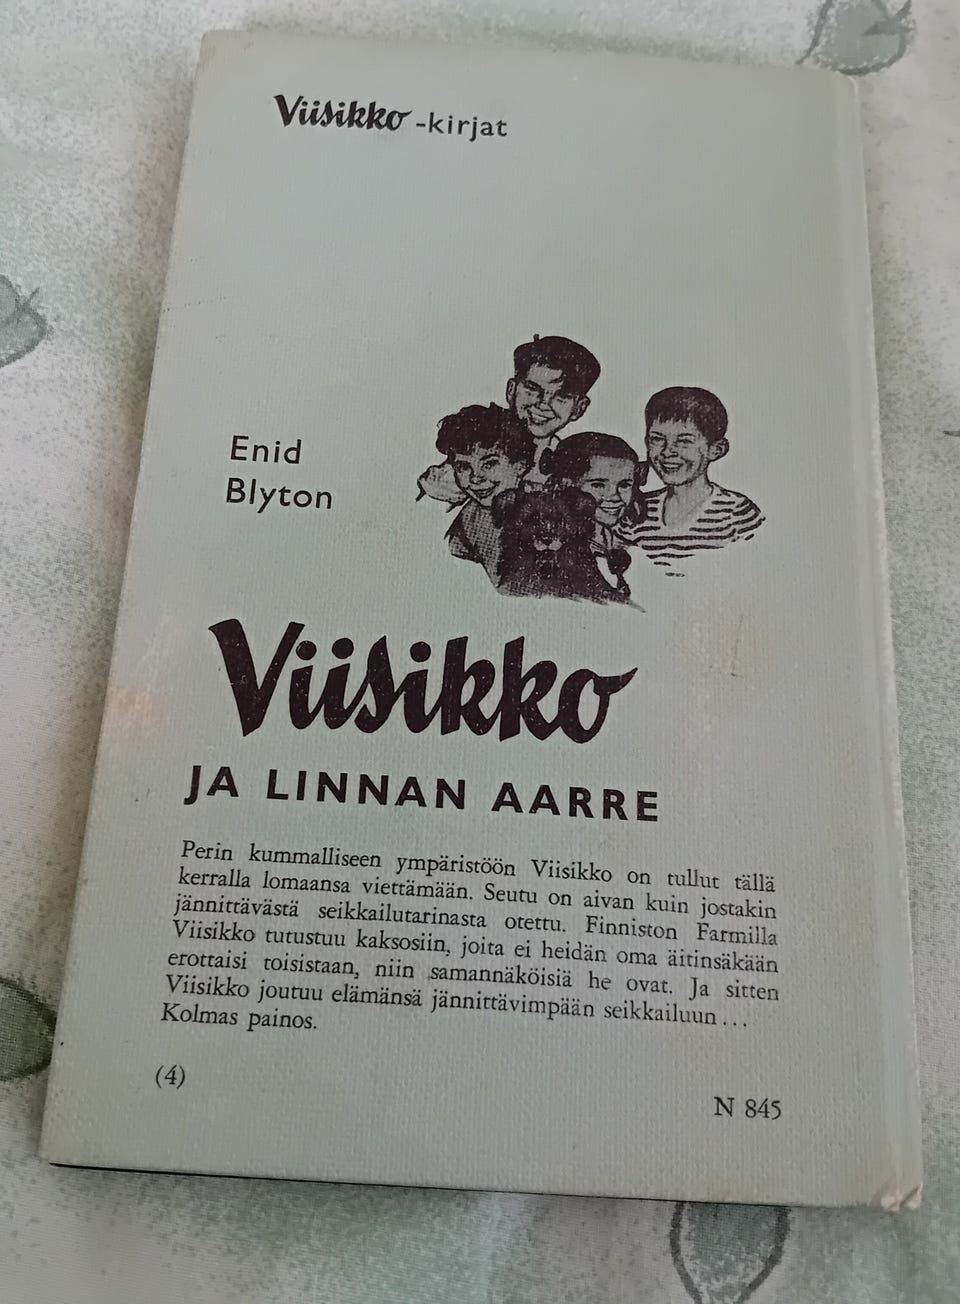 Viisikko -kirjat
Enid
Blyton
Viisikko
JA LINNAN AARRE
Perin kummalliseen ympäristöön Viisikko on tullut tällä
kerralla lomaansa viettämään. Seutu on aivan kuin jostakin
jännittävästä seikkailutarinasta otettu. Finniston Farmilla
Viisikko tutustuu kaksosiin, joita ei heidän oma äitinsäkään
erottaisi toisistaan, niin samannäköisiä he ovat. Ja sitten
Viisikko joutuu elämänsä jännittävimpään seikkailuun...
Kolmas painos.
(4)
N 845